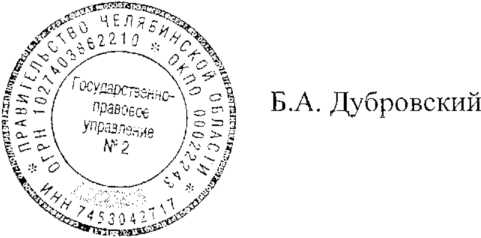 ПРАВИТЕЛЬСТВО ЧЕЛЯБИНСКОЙ ОБЛАСТИ *
ОГРН 1027403862210 * ОКПО 00022243 *
ИНН 7453042717
Государственно-
правовое
управление
№ 2
Б.А. Дубровский